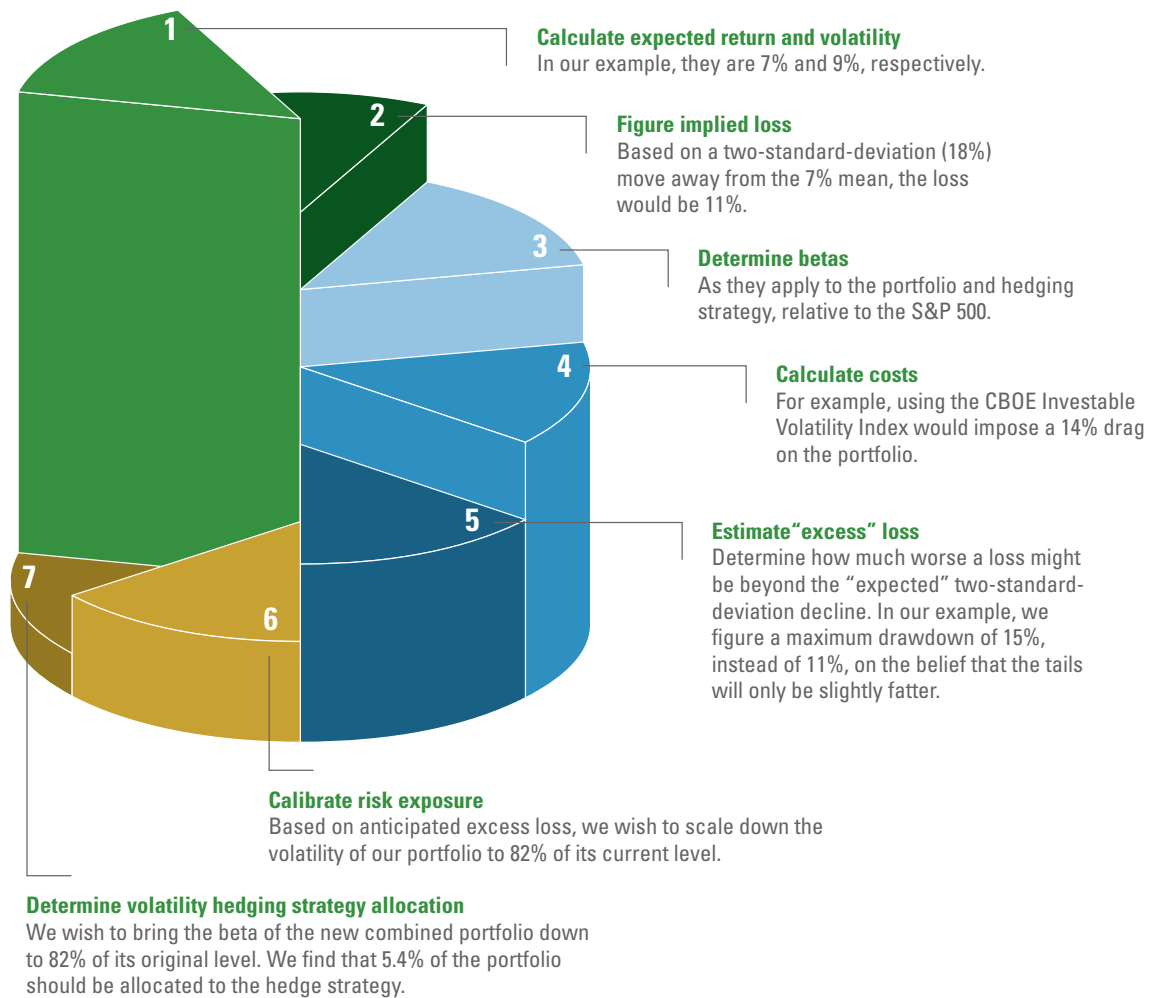 1
Calculate expected return and volatility
In our example, they are 7% and 9%, respectively.
2
Figure implied loss
Based on a two-standard-deviation (18%)
move away from the 7% mean, the loss
would be 11%.
3
Determine betas
As they apply to the portfolio and hedging
strategy, relative to the S&P 500.
4
Calculate costs
For example, using the CBOE Investable
Volatility Index would impose a 14% drag
on the portfolio.
5
Estimate“excess” loss
Determine how much worse a loss might
be beyond the “expected” two-standard-
deviation decline. In our example, we
figure a maximum drawdown of 15%,
instead of 11%, on the belief that the tails
will only be slightly fatter.
6
Calibrate risk exposure
Based on anticipated excess loss, we wish to scale down the
volatility of our portfolio to 82% of its current level.
7
Determine volatility hedging strategy allocation
We wish to bring the beta of the new combined portfolio down
to 82% of its original level. We find that 5.4% of the portfolio
should be allocated to the hedge strategy.